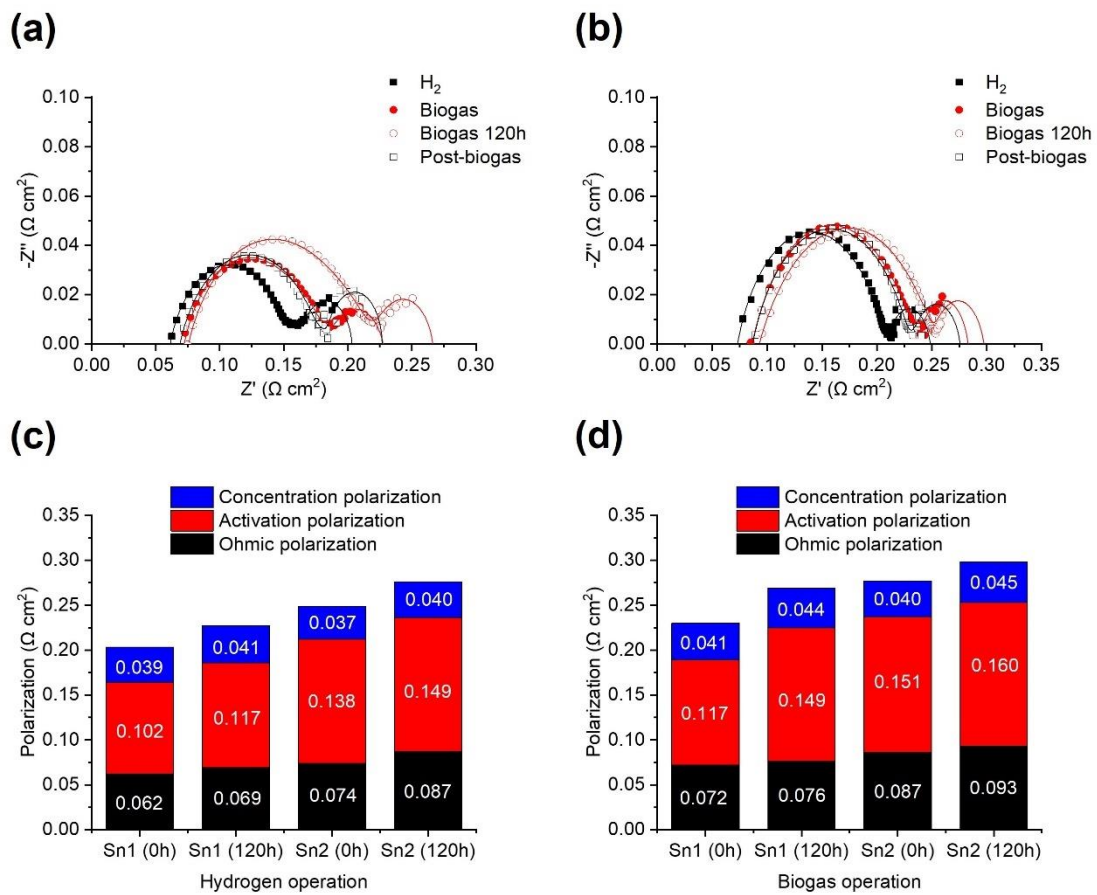 (a)
H₂
Biogas
Biogas 120h
Post-biogas
0.10
0.08
0.06
0.04
0.02
0.00
-Z" (Ω cm²)
0.00 0.05 0.10 0.15 0.20 0.25 0.30
Z' (Ω cm²)
(b)
H₂
Biogas
Biogas 120h
Post-biogas
0.10
0.08
0.06
0.04
0.02
0.00
-Z" (Ω cm²)
0.00 0.05 0.10 0.15 0.20 0.25 0.30 0.35
Z' (Ω cm²)
(c)
Concentration polarization
Activation polarization
Ohmic polarization
0.35
0.30
0.25
0.20
0.15
0.10
0.05
0.00
Polarization (Ω cm²)
0.039 0.041 0.037 0.040
0.102 0.117 0.138 0.149
0.062 0.069 0.074 0.087
Sn1 (0h) Sn1 (120h) Sn2 (0h) Sn2 (120h)
Hydrogen operation
(d)
Concentration polarization
Activation polarization
Ohmic polarization
0.35
0.30
0.25
0.20
0.15
0.10
0.05
0.00
Polarization (Ω cm²)
0.041 0.044 0.040 0.045
0.117 0.149 0.151 0.160
0.072 0.076 0.087 0.093
Sn1 (0h) Sn1 (120h) Sn2 (0h) Sn2 (120h)
Biogas operation